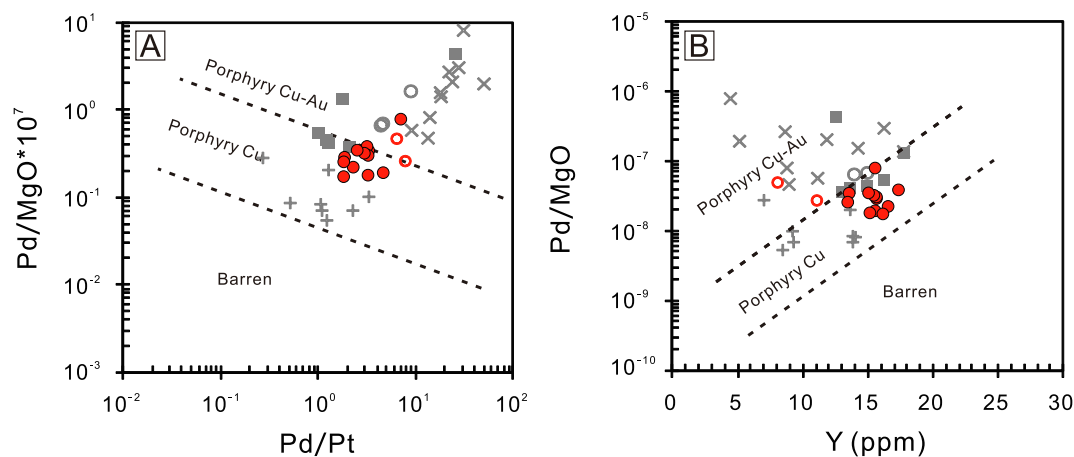 A
Pd/MgO*10⁷
10¹
10⁰
10⁻¹
10⁻²
10⁻³
Porphyry Cu-Au
Porphyry Cu
Barren
10⁻²
10⁻¹
10⁰
10¹
10²
Pd/Pt
B
Pd/MgO
10⁻⁵
10⁻⁶
10⁻⁷
10⁻⁸
10⁻⁹
10⁻¹⁰
Porphyry Cu-Au
Porphyry Cu
Barren
0
5
10
15
20
25
30
Y (ppm)